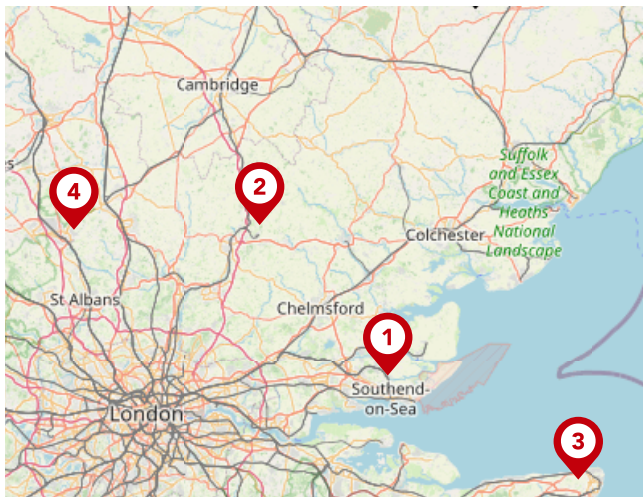 Cambridge
es
4
2
Suffolk
and Essex
Coast and
Heaths
National
Landscape
Colchester
St Albans
Chelmsford
1
Southend-
on-Sea
London
3